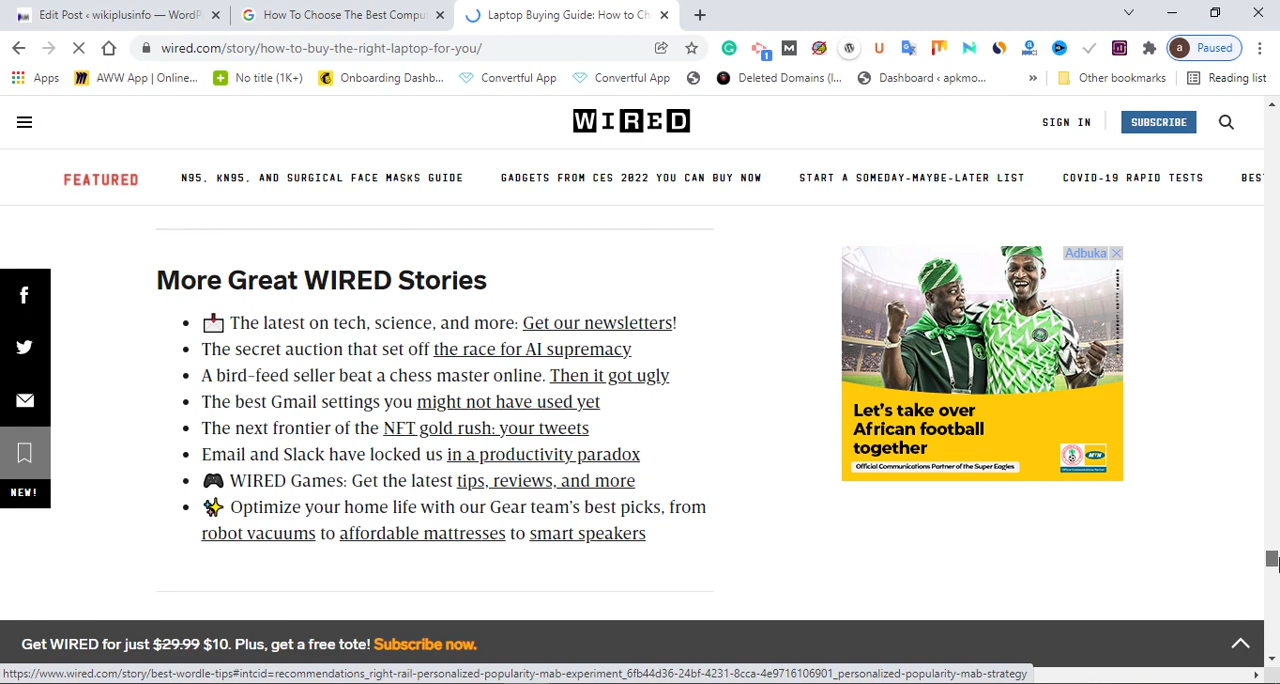 Edit Post ‹ wikiplusinfo — WordP
How To Choose The Best Compu
Laptop Buying Guide: How to Ch
wired.com/story/how-to-buy-the-right-laptop-for-you/
Paused
Apps
AWW App | Online...
No title (1K+)
Onboarding Dashb...
Convertful App
Convertful App
Deleted Domains (l...
Dashboard ‹ apkmo...
»
Other bookmarks
Reading list
WIRED
SIGN IN
SUBSCRIBE
FEATURED
N95, KN95, AND SURGICAL FACE MASKS GUIDE
GADGETS FROM CES 2022 YOU CAN BUY NOW
START A SOMEDAY-MAYBE-LATER LIST
COVID-19 RAPID TESTS
BES
More Great WIRED Stories
The latest on tech, science, and more: Get our newsletters!
The secret auction that set off the race for AI supremacy
A bird-feed seller beat a chess master online. Then it got ugly
The best Gmail settings you might not have used yet
The next frontier of the NFT gold rush: your tweets
Email and Slack have locked us in a productivity paradox
WIRED Games: Get the latest tips, reviews, and more
Optimize your home life with our Gear team's best picks, from
robot vacuums to affordable mattresses to smart speakers
NEW!
Adbuka
Let's take over
African football
together
Official Communications Partner of the Super Eagles
MTN
Get WIRED for just $29.99 $10. Plus, get a free tote! Subscribe now.
https://www.wired.com/story/best-wordle-tips#intcid=recommendations_right-rail-personalized-popularity-mab-experiment_6fb44d36-24bf-4231-8cca-4e9716106901_personalized-popularity-mab-strategy